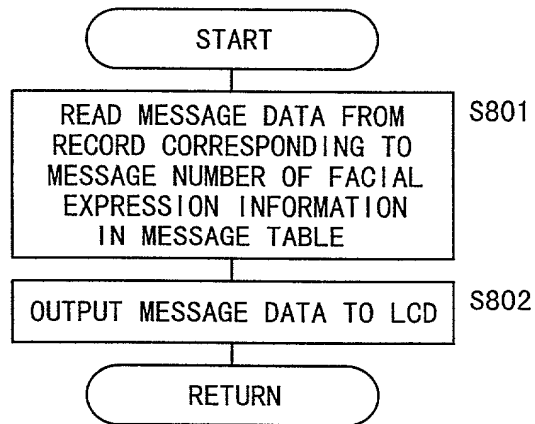 START
READ MESSAGE DATA FROM
RECORD CORRESPONDING TO
MESSAGE NUMBER OF FACIAL
EXPRESSION INFORMATION
IN MESSAGE TABLE
S801
OUTPUT MESSAGE DATA TO LCD
S802
RETURN